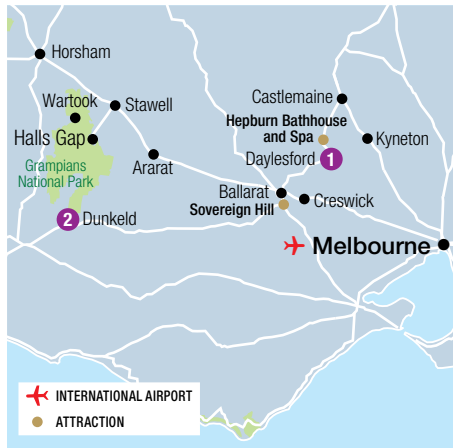 Horsham
Wartook
Stawell
Castlemaine
Hepburn Bathhouse
and Spa
Kyneton
Halls Gap
Grampians
National Park
Ararat
Daylesford 1
Ballarat
Creswick
Sovereign Hill
2 Dunkeld
Melbourne
INTERNATIONAL AIRPORT
ATTRACTION